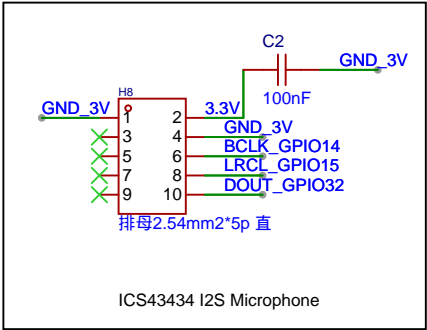 C2
GND_3V
100nF
H8
GND_3V
3.3V
1
2
3
4
GND_3V
5
6
BCLK_GPIO14
7
8
LRCL_GPIO15
9
10
DOUT_GPIO32
排母2.54mm2*5p 直
ICS43434 I2S Microphone